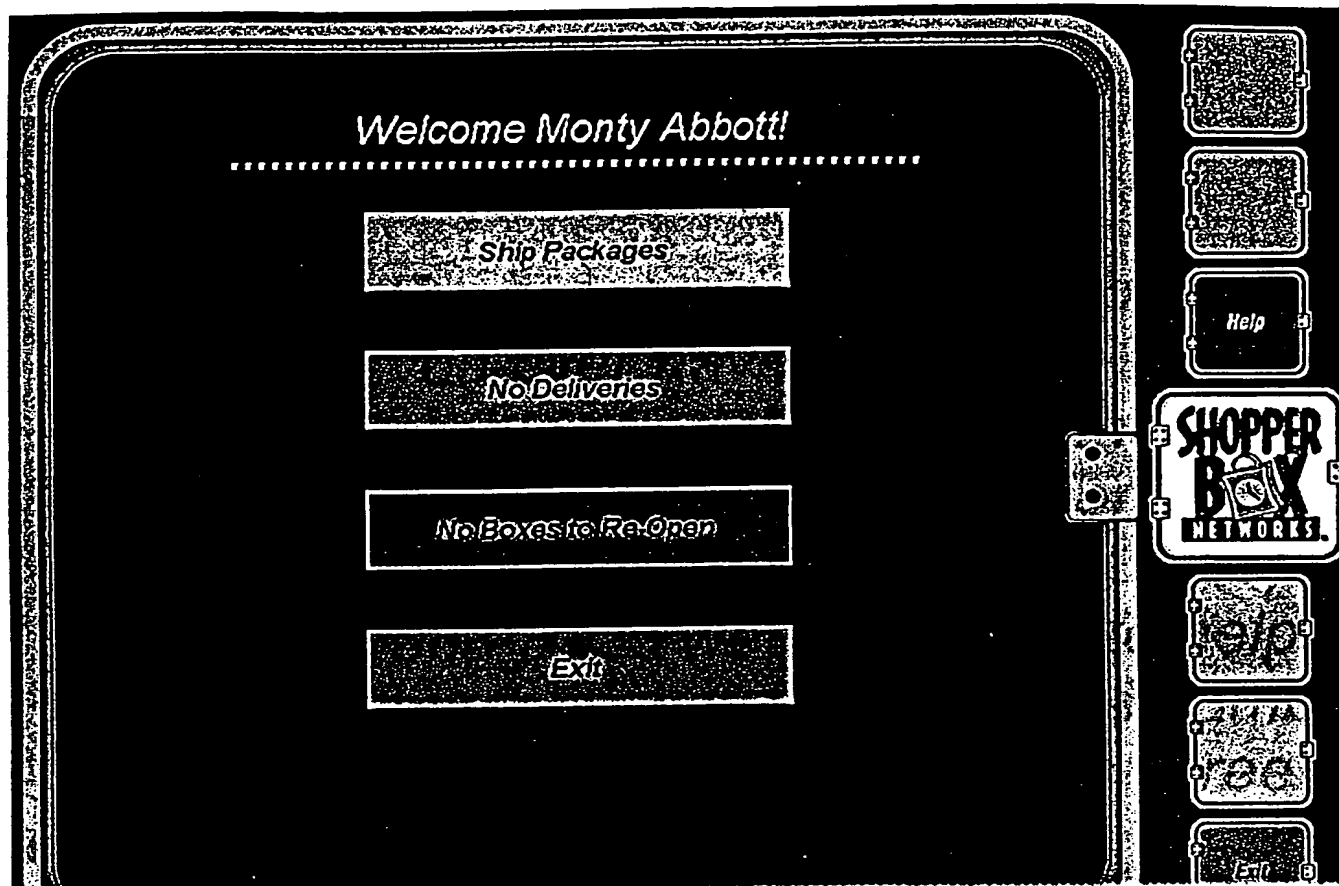 Welcome Monty Abbott!
Ship Packages
No Deliveries
No Boxes to Re-Open
Exit
Help
SHOPPER
BOX
NETWORKS
Exit